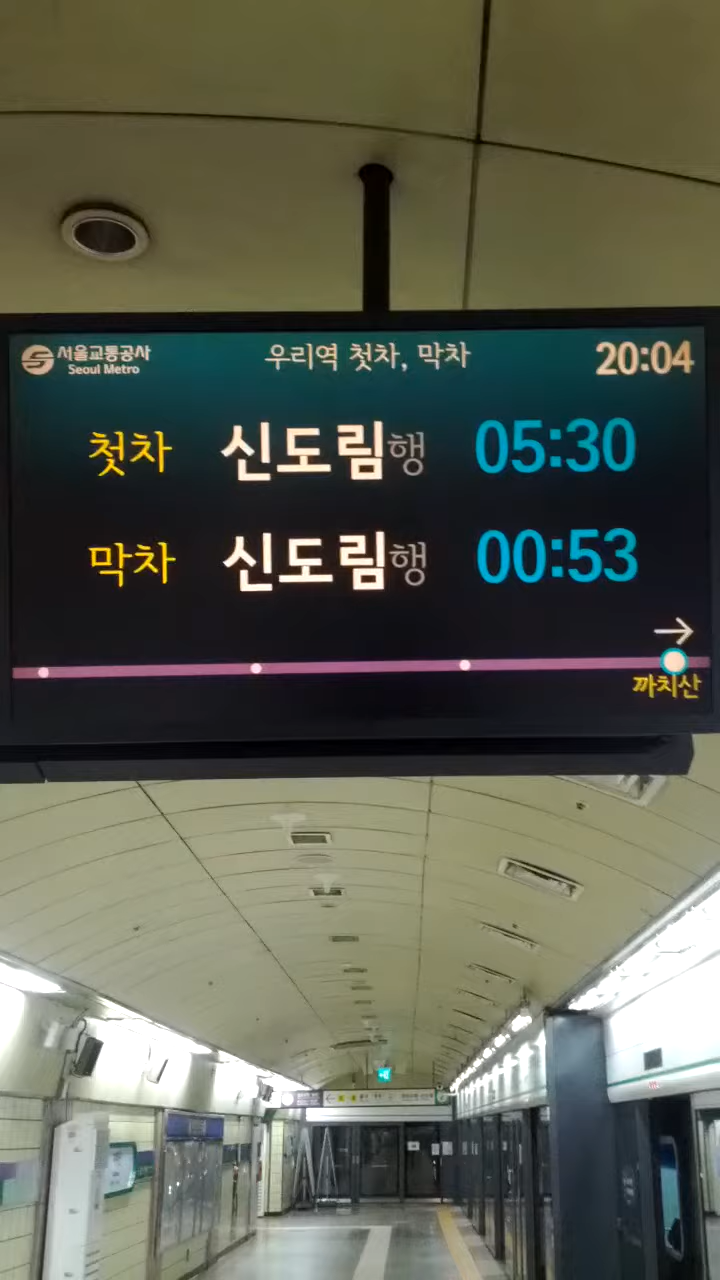 서울교통공사
Seoul Metro
우리역 첫차, 막차
20:04
첫차 신도림행 05:30
막차 신도림행 00:53
→
까치산